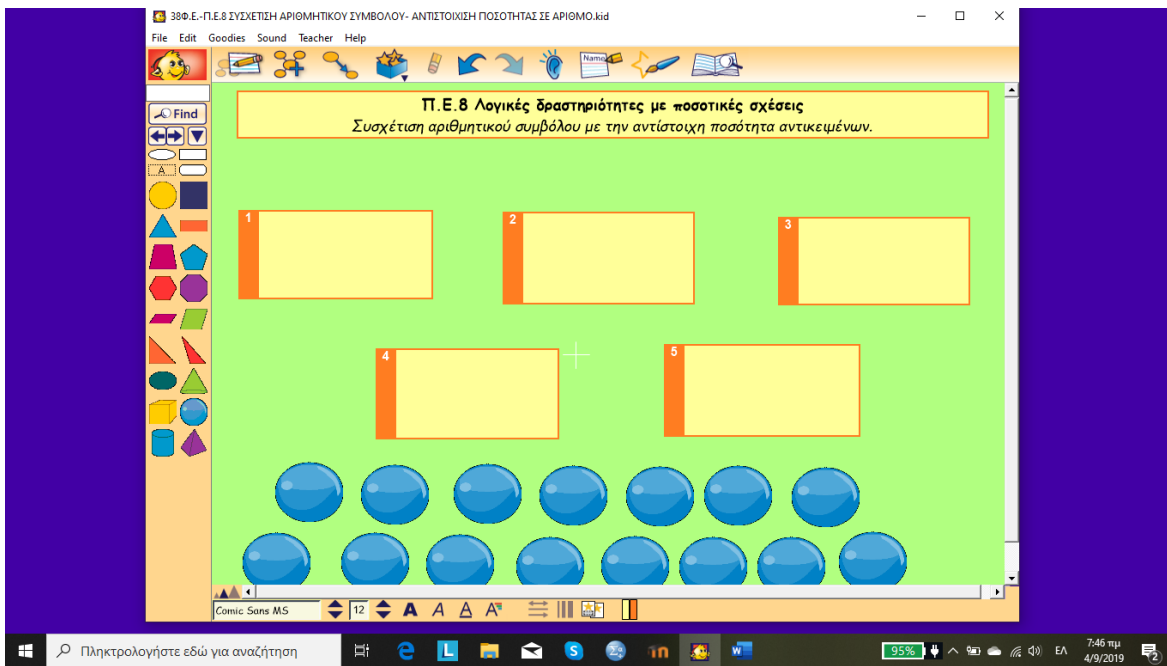 38Φ.Ε.-Π.Ε.8 ΣΥΣΧΕΤΙΣΗ ΑΡΙΘΜΗΤΙΚΟΥ ΣΥΜΒΟΛΟΥ- ΑΝΤΙΣΤΟΙΧΙΣΗ ΠΟΣΟΤΗΤΑΣ ΣΕ ΑΡΙΘΜΟ.kid
File Edit Goodies Sound Teacher Help
Name
Find
A
Π.Ε.8 Λογικές δραστηριότητες με ποσοτικές σχέσεις
Συσχέτιση αριθμητικού συμβόλου με την αντίστοιχη ποσότητα αντικειμένων.
1
2
3
4
5
Comic Sans MS 12 A A A A
Πληκτρολογήστε εδώ για αναζήτηση
95%
ΕΛ
7:46 πμ
4/9/2019
2